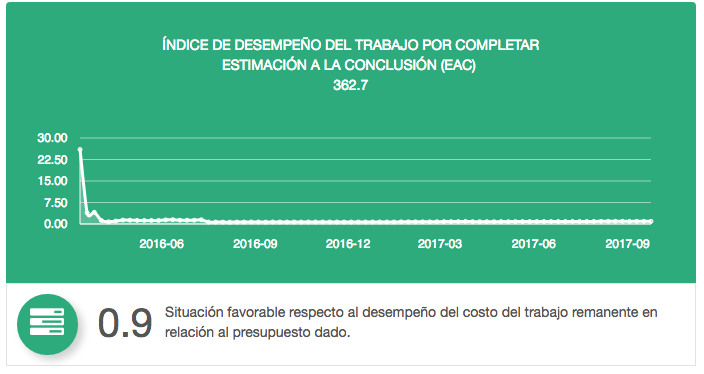 ÍNDICE DE DESEMPEÑO DEL TRABAJO POR COMPLETAR
ESTIMACIÓN A LA CONCLUSIÓN (EAC)
362.7
30.00
22.50
15.00
7.50
0.00
2016-06 2016-09 2016-12 2017-03 2017-06 2017-09
0.9
Situación favorable respecto al desempeño del costo del trabajo remanente en
relación al presupuesto dado.